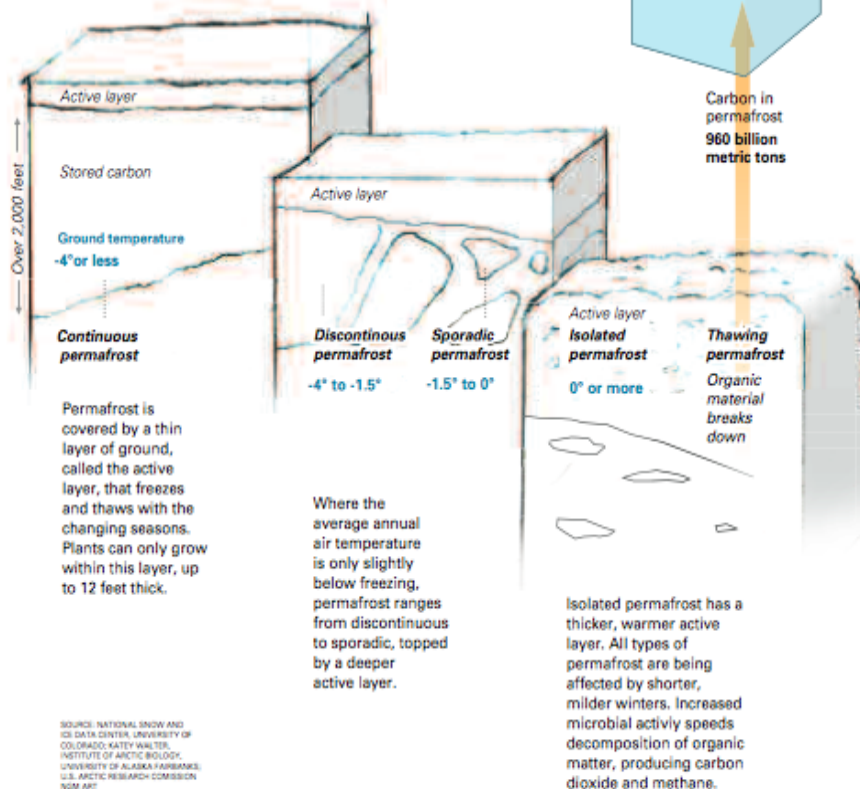 Active layer
Over 2,000 feet
Stored carbon
Ground temperature
-4°or less
Continuous
permafrost
Permafrost is
covered by a thin
layer of ground,
called the active
layer, that freezes
and thaws with the
changing seasons.
Plants can only grow
within this layer, up
to 12 feet thick.
Active layer
Discontinous
permafrost
-4° to -1.5°
Sporadic
permafrost
-1.5° to 0°
Where the
average annual
air temperature
is only slightly
below freezing,
permafrost ranges
from discontinuous
to sporadic, topped
by a deeper
active layer.
Carbon in
permafrost
960 billion
metric tons
Active layer
Isolated
permafrost
0° or more
Thawing
permafrost
Organic
material
breaks
down
Isolated permafrost has a
thicker, warmer active
layer. All types of
permafrost are being
affected by shorter,
milder winters. Increased
microbial activiy speeds
decomposition of organic
matter, producing carbon
dioxide and methane.
SOURCE: NATIONAL SNOW AND
ICE DATA CENTER, UNIVERSITY OF
COLORADO; KATEY WALTER,
INSTITUTE OF ARCTIC BIOLOGY,
UNIVERSITY OF ALASKA FAIRBANKS;
U.S. ARCTIC RESEARCH COMISSION
NGM ART